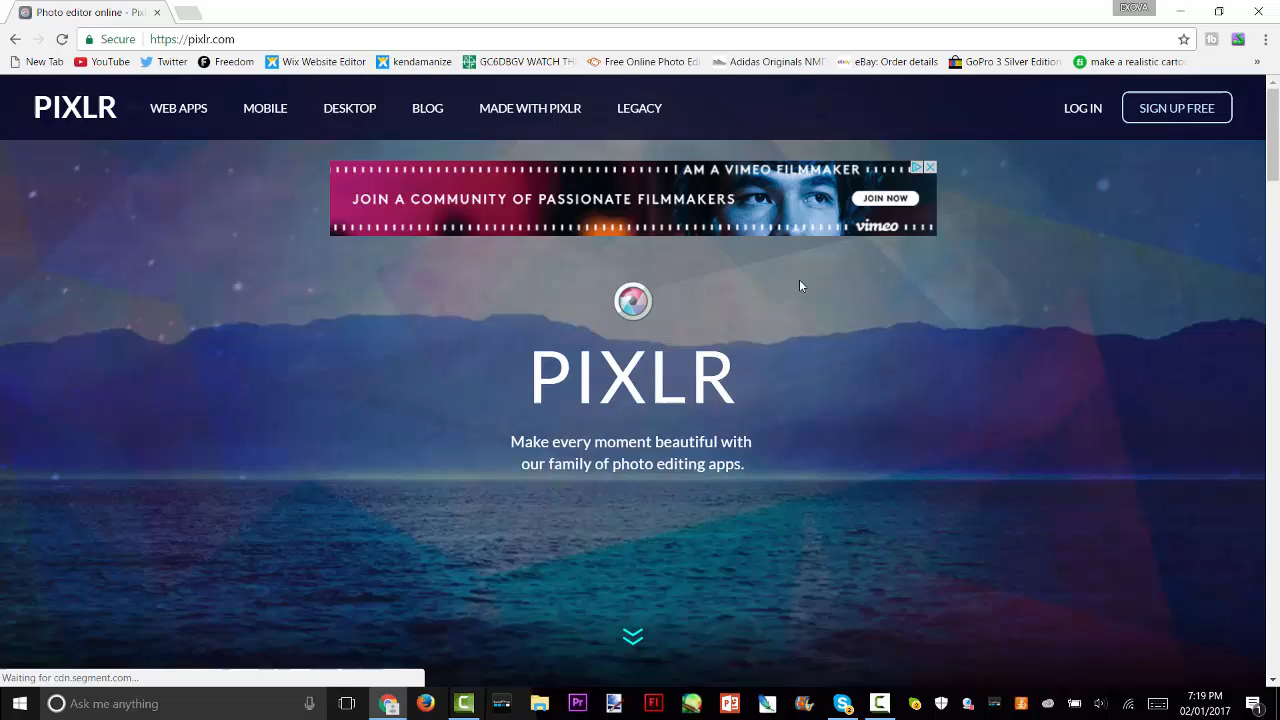 Photo editor online - Pixl
EXOVA
Secure
https://pixlr.com
New Tab
YouTube
Twitter
Freedom
Wix Website Editor
kendamanize
GC6DBGV WATCH TH
Free Online Photo Edi
Adidas Originals NMD
eBay: Order details
GoPro 3 Silver Edition
make a realistic cartoo
PIXLR
WEB APPS
MOBILE
DESKTOP
BLOG
MADE WITH PIXLR
LEGACY
LOG IN
SIGN UP FREE
I AM A VIMEO FILMMAKER
JOIN A COMMUNITY OF PASSIONATE FILMMAKERS
JOIN NOW
vimeo
PIXLR
Make every moment beautiful with
our family of photo editing apps.
Waiting for cdn.segment.com...
Ask me anything
7:19 PM
02/01/2017